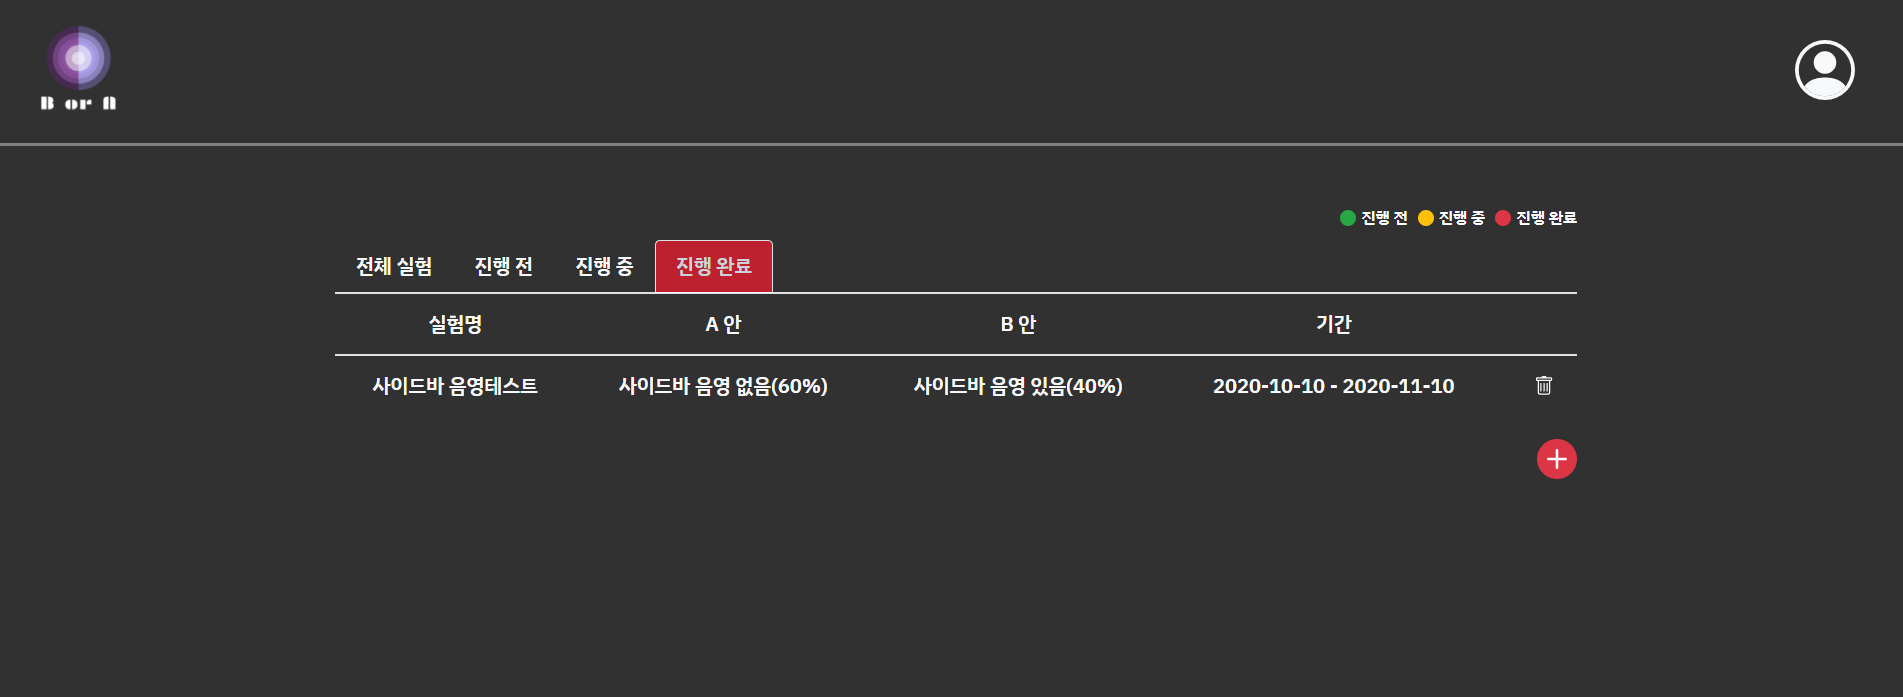 B or A
진행 전 진행 중 진행 완료
전체 실험 진행 전 진행 중 진행 완료
실험명 A 안 B 안 기간
사이드바 음영테스트 사이드바 음영 없음(60%) 사이드바 음영 있음(40%) 2020-10-10 - 2020-11-10